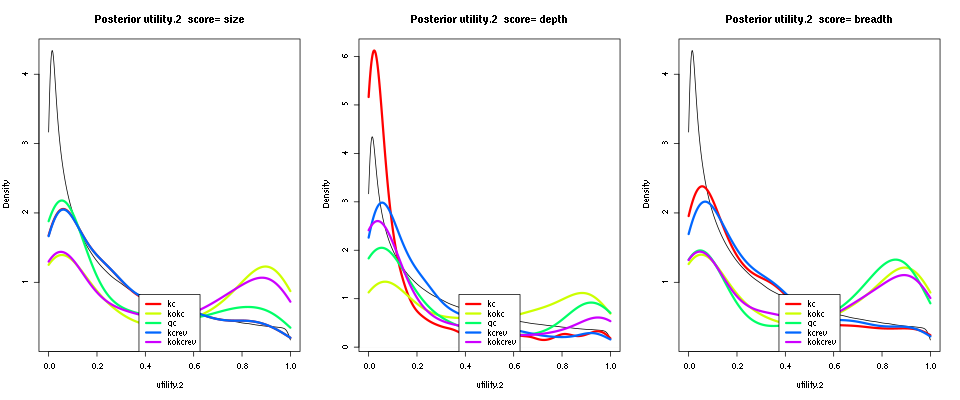 Posterior utility.2 score= size
Density
1
2
3
4
0.0 0.2 0.4 0.6 0.8 1.0
utility.2
kc
kokc
qc
kcrev
kokcrev
Posterior utility.2 score= depth
Density
0
1
2
3
4
5
6
0.0 0.2 0.4 0.6 0.8 1.0
utility.2
kc
kokc
qc
kcrev
kokcrev
Posterior utility.2 score= breadth
Density
1
2
3
4
0.0 0.2 0.4 0.6 0.8 1.0
utility.2
kc
kokc
qc
kcrev
kokcrev